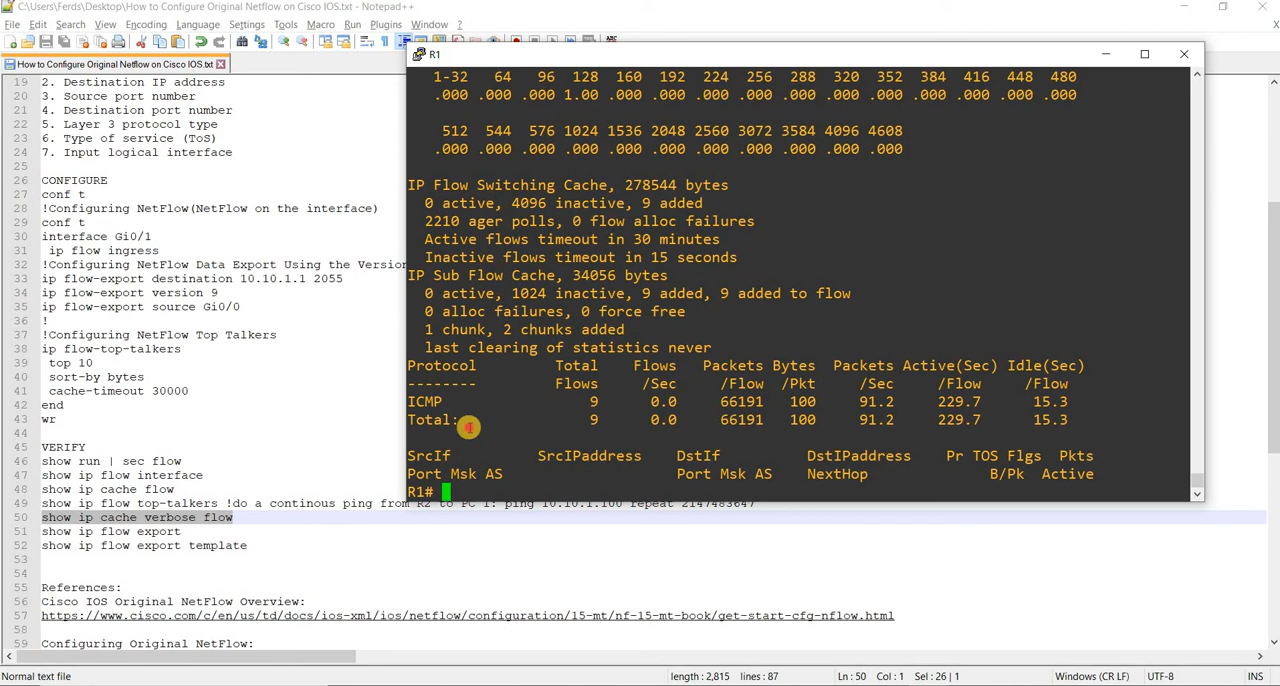 C:\Users\Ferds\Desktop\How to Configure Original Netflow on Cisco IOS.txt - Notepad++
File Edit Search View Encoding Language Settings Tools Macro Run Plugins Window ?
X
How to Configure Original Netflow on Cisco IOS.txt
19 2. Destination IP address
20 3. Source port number
21 4. Destination port number
22 5. Layer 3 protocol type
23 6. Type of service (ToS)
24 7. Input logical interface
25
26 CONFIGURE
27 conf t
28 !Configuring NetFlow(NetFlow on the interface)
29 conf t
30 interface Gi0/1
31 ip flow ingress
32 !Configuring NetFlow Data Export Using the Version
33 ip flow-export destination 10.10.1.1 2055
34 ip flow-export version 9
35 ip flow-export source Gi0/0
36 !
37 !Configuring NetFlow Top Talkers
38 ip flow-top-talkers
39 top 10
40 sort-by bytes
41 cache-timeout 30000
42 end
43 wr
44
45 VERIFY
46 show run | sec flow
47 show ip flow interface
48 show ip cache flow
49 show ip flow top-talkers !do a continous ping from R2 to PC 1: ping 10.10.1.100 repeat 2147483647
50 show ip cache verbose flow
51 show ip flow export
52 show ip flow export template
53
54
55 References:
56 Cisco IOS Original NetFlow Overview:
57 https://www.cisco.com/c/en/us/td/docs/ios-xml/ios/netflow/configuration/15-mt/nf-15-mt-book/get-start-cfg-nflow.html
58
59 Configuring Original NetFlow:
R1
1-32 64 96 128 160 192 224 256 288 320 352 384 416 448 480
.000 .000 .000 1.00 .000 .000 .000 .000 .000 .000 .000 .000 .000 .000 .000
512 544 576 1024 1536 2048 2560 3072 3584 4096 4608
.000 .000 .000 .000 .000 .000 .000 .000 .000 .000 .000
IP Flow Switching Cache, 278544 bytes
0 active, 4096 inactive, 9 added
2210 ager polls, 0 flow alloc failures
Active flows timeout in 30 minutes
Inactive flows timeout in 15 seconds
IP Sub Flow Cache, 34056 bytes
0 active, 1024 inactive, 9 added, 9 added to flow
0 alloc failures, 0 force free
1 chunk, 2 chunks added
last clearing of statistics never
Protocol Total Flows Packets Bytes Packets Active(Sec) Idle(Sec)
-------- Flows /Sec /Flow /Pkt /Sec /Flow /Flow
ICMP 9 0.0 66191 100 91.2 229.7 15.3
Total: 9 0.0 66191 100 91.2 229.7 15.3
SrcIf SrcIPaddress DstIf DstIPaddress Pr TOS Flgs Pkts
Port Msk AS Port Msk AS NextHop B/Pk Active
R1#
Normal text file length : 2,815 lines : 87 Ln : 50 Col : 1 Sel : 26 | 1 Windows (CR LF) UTF-8 INS